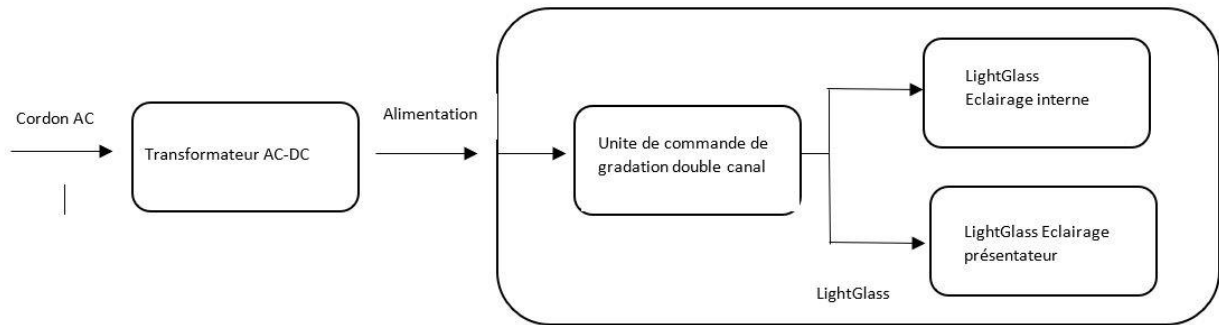 Cordon AC
Transformateur AC-DC
Alimentation
Unite de commande de
gradation double canal
LightGlass
Eclairage interne
LightGlass Eclairage
présentateur
LightGlass